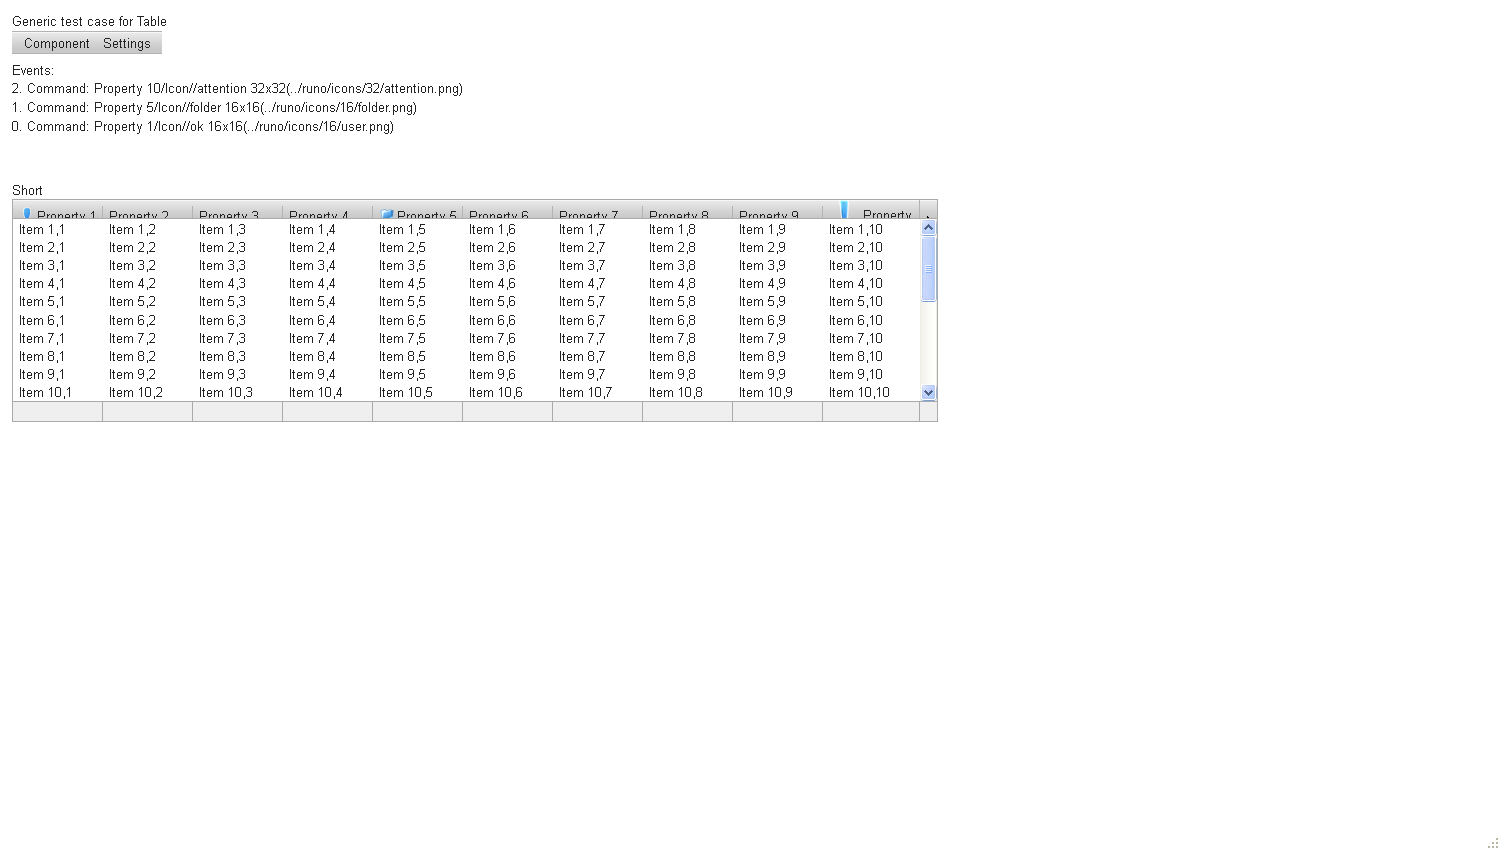 Generic test case for Table
Component Settings
Events:
2. Command: Property 10/Icon//attention 32x32(../runo/icons/32/attention.png)
1. Command: Property 5/Icon//folder 16x16(../runo/icons/16/folder.png)
0. Command: Property 1/Icon//ok 16x16(../runo/icons/16/user.png)
Short
Property 1 Property 2 Property 3 Property 4 Property 5 Property 6 Property 7 Property 8 Property 9 Property
Item 1,1 Item 1,2 Item 1,3 Item 1,4 Item 1,5 Item 1,6 Item 1,7 Item 1,8 Item 1,9 Item 1,10
Item 2,1 Item 2,2 Item 2,3 Item 2,4 Item 2,5 Item 2,6 Item 2,7 Item 2,8 Item 2,9 Item 2,10
Item 3,1 Item 3,2 Item 3,3 Item 3,4 Item 3,5 Item 3,6 Item 3,7 Item 3,8 Item 3,9 Item 3,10
Item 4,1 Item 4,2 Item 4,3 Item 4,4 Item 4,5 Item 4,6 Item 4,7 Item 4,8 Item 4,9 Item 4,10
Item 5,1 Item 5,2 Item 5,3 Item 5,4 Item 5,5 Item 5,6 Item 5,7 Item 5,8 Item 5,9 Item 5,10
Item 6,1 Item 6,2 Item 6,3 Item 6,4 Item 6,5 Item 6,6 Item 6,7 Item 6,8 Item 6,9 Item 6,10
Item 7,1 Item 7,2 Item 7,3 Item 7,4 Item 7,5 Item 7,6 Item 7,7 Item 7,8 Item 7,9 Item 7,10
Item 8,1 Item 8,2 Item 8,3 Item 8,4 Item 8,5 Item 8,6 Item 8,7 Item 8,8 Item 8,9 Item 8,10
Item 9,1 Item 9,2 Item 9,3 Item 9,4 Item 9,5 Item 9,6 Item 9,7 Item 9,8 Item 9,9 Item 9,10
Item 10,1 Item 10,2 Item 10,3 Item 10,4 Item 10,5 Item 10,6 Item 10,7 Item 10,8 Item 10,9 Item 10,10